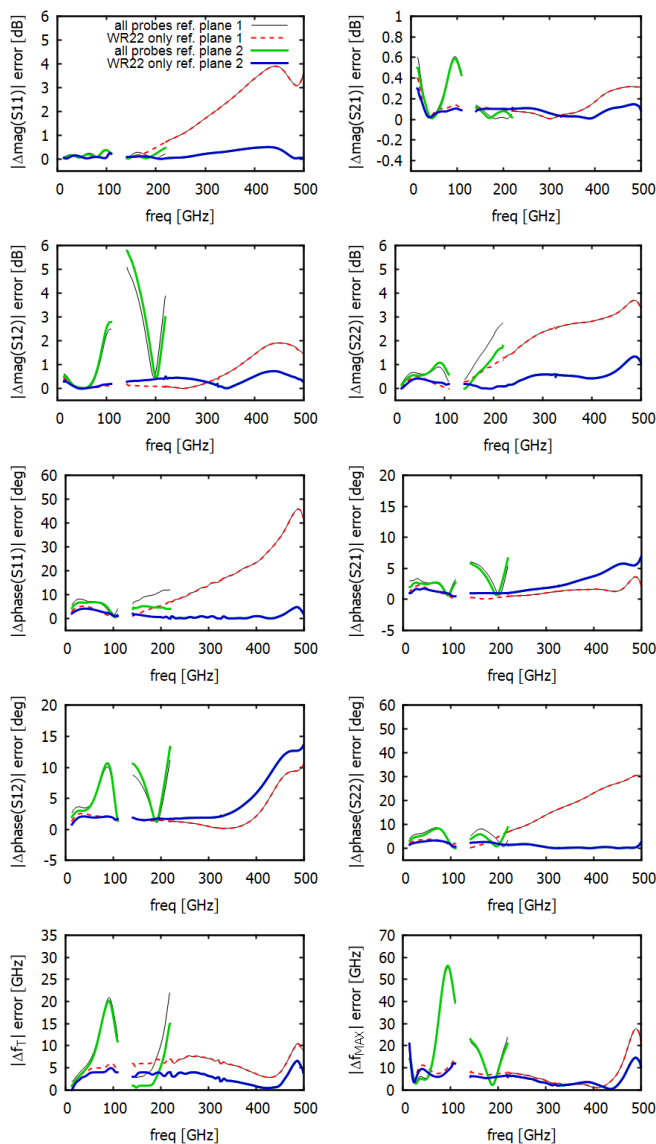 all probes ref. plane 1
WR22 only ref. plane 1
all probes ref. plane 2
WR22 only ref. plane 2
|Δmag(S11)| error [dB]
6
5
4
3
2
1
0
0 100 200 300 400 500
freq [GHz]
|Δmag(S21)| error [dB]
1
0.8
0.6
0.4
0.2
0
-0.2
-0.4
0 100 200 300 400 500
freq [GHz]
|Δmag(S12)| error [dB]
6
5
4
3
2
1
0
0 100 200 300 400 500
freq [GHz]
|Δmag(S22)| error [dB]
6
5
4
3
2
1
0
0 100 200 300 400 500
freq [GHz]
|Δphase(S11)| error [deg]
60
50
40
30
20
10
0
0 100 200 300 400 500
freq [GHz]
|Δphase(S21)| error [deg]
20
15
10
5
0
-5
0 100 200 300 400 500
freq [GHz]
|Δphase(S12)| error [deg]
20
15
10
5
0
-5
0 100 200 300 400 500
freq [GHz]
|Δphase(S22)| error [deg]
60
50
40
30
20
10
0
0 100 200 300 400 500
freq [GHz]
|ΔfT| error [GHz]
35
30
25
20
15
10
5
0
0 100 200 300 400 500
freq [GHz]
|ΔfMAX| error [GHz]
70
60
50
40
30
20
10
0
0 100 200 300 400 500
freq [GHz]